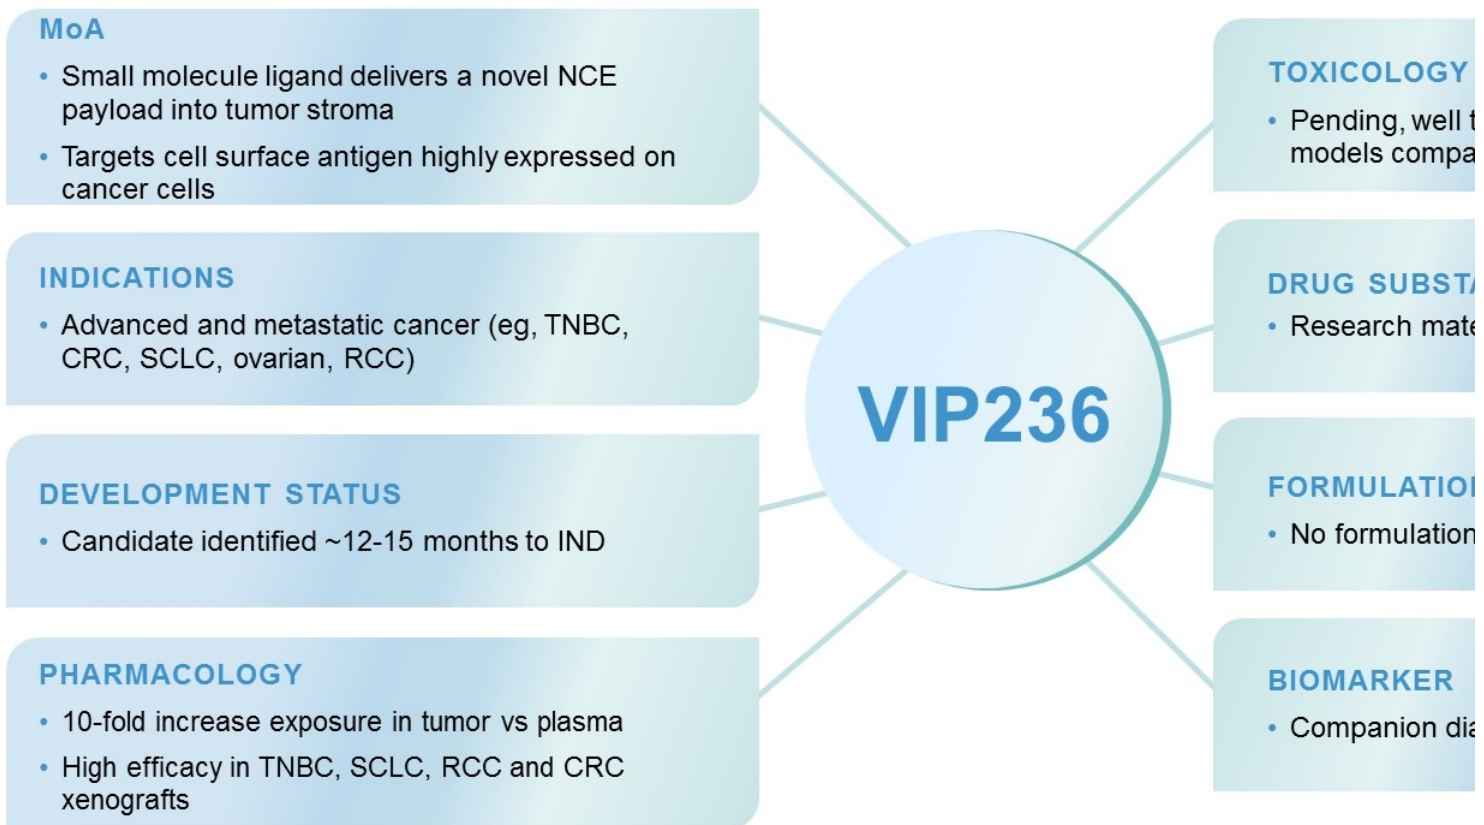 MoA
• Small molecule ligand delivers a novel NCE
payload into tumor stroma
• Targets cell surface antigen highly expressed on
cancer cells
INDICATIONS
• Advanced and metastatic cancer (eg, TNBC,
CRC, SCLC, ovarian, RCC)
DEVELOPMENT STATUS
• Candidate identified ~12-15 months to IND
PHARMACOLOGY
• 10-fold increase exposure in tumor vs plasma
• High efficacy in TNBC, SCLC, RCC and CRC
xenografts
VIP236
TOXICOLOGY
• Pending, well
models
DRUG
• Research
FORMULATION
• No formulation
BIOMARKER
• Companion